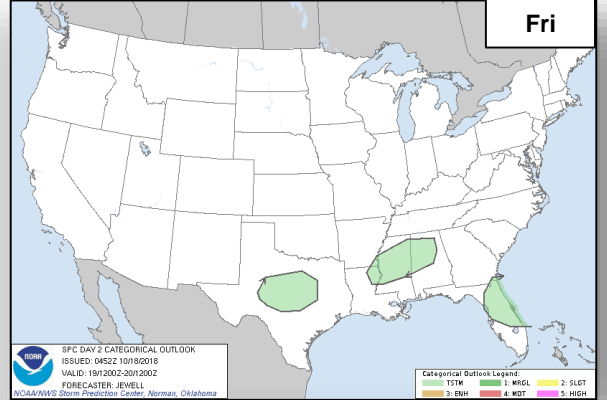 Fri
SPC DAY 2 CATEGORICAL OUTLOOK
ISSUED: 0452Z 10/18/2018
VALID: 19/1200Z-20/1200Z
FORECASTER: JEWELL
NOAA/NWS Storm Prediction Center, Norman, Oklahoma
NOAA
Categorical Outlook Legend:
TSTM 1: MRGL 2: SLGT
3: ENH 4: MDT 5: HIGH